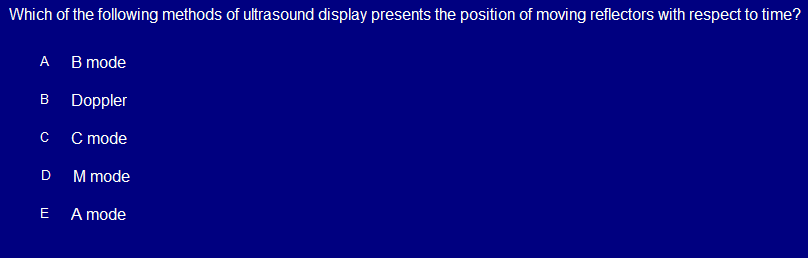 Which of the following methods of ultrasound display presents the position of moving reflectors with respect to time?
A B mode
B Doppler
C C mode
D M mode
E A mode